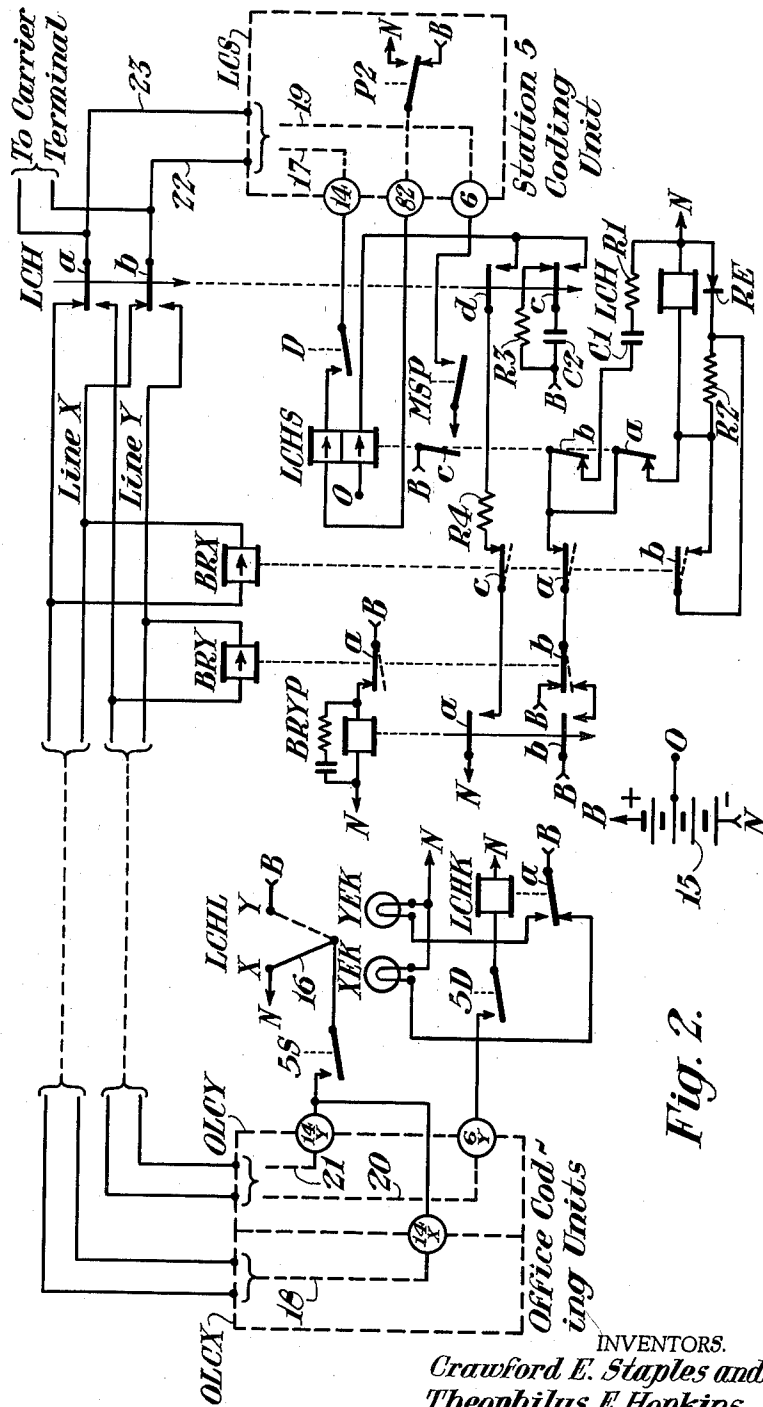 To Carrier
Terminal
LCH
a
b
23
22
Line X
Line Y
LCS
17
19
P2
N
B
14
82
6
Station 5
Coding
Unit
BRX
BRY
LCHS
O
D
MSP
B
c
d
c
R3
C2
B
R4
b
a
C1
LCH
R1
N
RE
R2
BRYP
N
a
B
a
N
c
a
b
B
b
B
b
B
+
15
-
N
O
LCHL
X
Y
B
N
16
5S
XEK
YEK
N
LCHK
N
a
B
5D
OLCY
14
Y
21
20
6
Y
14
X
18
OLCX
Office Cod-
ing Units
Fig. 2.
INVENTORS.
Crawford E. Staples and
Theophilus E. Hopkins